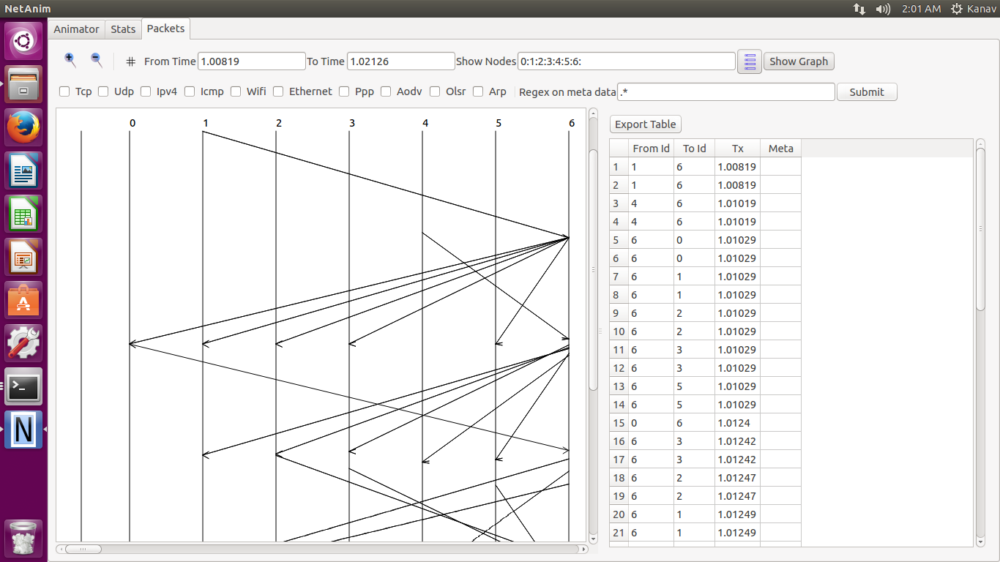 NetAnim 2:01 AM Kanav
Animator Stats Packets
# From Time 1.00819 To Time 1.02126 Show Nodes 0:1:2:3:4:5:6: Show Graph
Tcp Udp Ipv4 Icmp Wifi Ethernet Ppp Aodv Olsr Arp Regex on meta data .* Submit
0 1 2 3 4 5 6
Export Table
From Id To Id Tx Meta
1 1 6 1.00819
2 1 6 1.00819
3 4 6 1.01019
4 4 6 1.01019
5 6 0 1.01029
6 6 0 1.01029
7 6 1 1.01029
8 6 1 1.01029
9 6 2 1.01029
10 6 2 1.01029
11 6 3 1.01029
12 6 3 1.01029
13 6 5 1.01029
14 6 5 1.01029
15 0 6 1.0124
16 6 3 1.01242
17 6 3 1.01242
18 6 2 1.01247
19 6 2 1.01247
20 6 1 1.01249
21 6 1 1.01249
>_
N